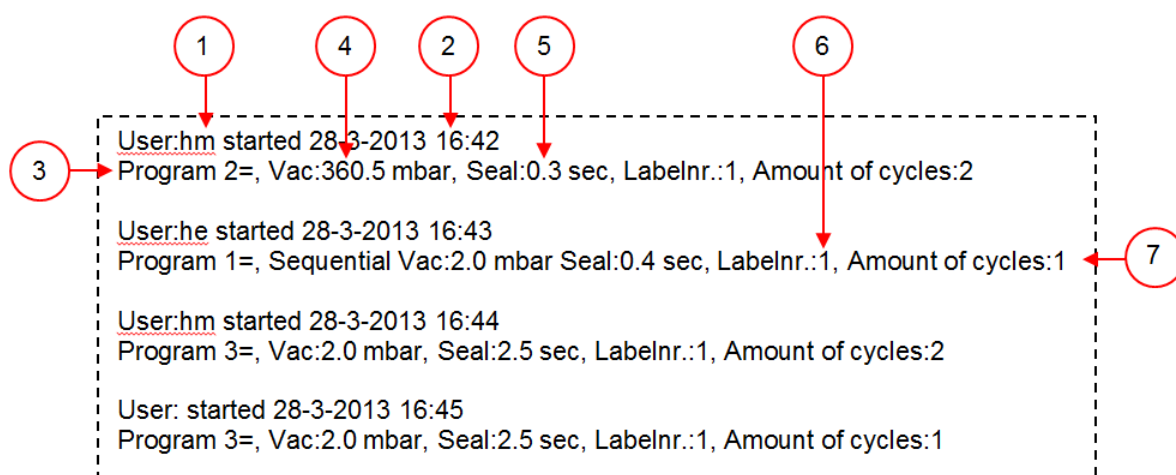 1 4 2 5 6
User:hm started 28-3-2013 16:42
3 Program 2=, Vac:360.5 mbar, Seal:0.3 sec, Labelnr.:1, Amount of cycles:2
User:he started 28-3-2013 16:43
Program 1=, Sequential Vac:2.0 mbar Seal:0.4 sec, Labelnr.:1, Amount of cycles:1 7
User:hm started 28-3-2013 16:44
Program 3=, Vac:2.0 mbar, Seal:2.5 sec, Labelnr.:1, Amount of cycles:2
User: started 28-3-2013 16:45
Program 3=, Vac:2.0 mbar, Seal:2.5 sec, Labelnr.:1, Amount of cycles:1